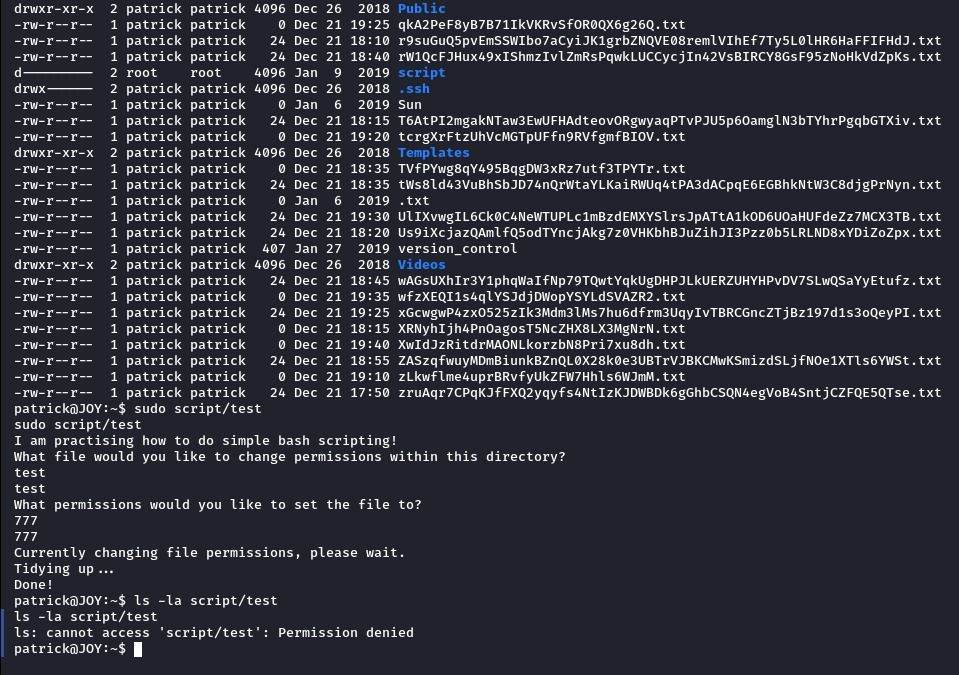 drwxr-xr-x  2 patrick patrick 4096 Dec 26  2018 Public
-rw-r--r--  1 patrick patrick    0 Dec 21 19:25 qkA2PeF8yB7B71IkVKRvSfOR0QX6g26Q.txt
-rw-r--r--  1 patrick patrick   24 Dec 21 18:10 r9suGuQ5pvEmSSWIbo7aCyiJK1grbZNQVE08remlVIhEf7Ty5L0lHR6HaFFIFHdJ.txt
-rw-r--r--  1 patrick patrick   24 Dec 21 18:40 rW1QcFJHux49xIShmzIvlZmRsPqwkLUCCycjIn42VsBIRCY8GsF95zNoHkVdZpKs.txt
d---------  2 root    root    4096 Jan  9  2019 script
drwx------  2 patrick patrick 4096 Dec 26  2018 .ssh
-rw-r--r--  1 patrick patrick    0 Jan  6  2019 Sun
-rw-r--r--  1 patrick patrick   24 Dec 21 18:15 T6AtPI2mgakNTaw3EwUFHAdteovORgwyaqPTvPJU5p6OamglN3bTYhrPgqbGTXiv.txt
-rw-r--r--  1 patrick patrick    0 Dec 21 19:20 tcrgXrFtzUhVcMGTpUFfn9RVfgmfBIOV.txt
drwxr-xr-x  2 patrick patrick 4096 Dec 26  2018 Templates
-rw-r--r--  1 patrick patrick    0 Dec 21 18:35 TVfPYwg8qY495BqgDW3xRz7utf3TPYTr.txt
-rw-r--r--  1 patrick patrick   24 Dec 21 18:35 tWs8ld43VuBhSbJD74nQrWtaYLKaiRWUq4tPA3dACpqE6EGBhkNtW3C8djgPrNyn.txt
-rw-r--r--  1 patrick patrick    0 Jan  6  2019 .txt
-rw-r--r--  1 patrick patrick   24 Dec 21 19:30 UlIXvwgIL6Ck0C4NeWTUPLc1mBzdEMXYSlrsJpATtA1kOD6UOaHUFdeZz7MCX3TB.txt
-rw-r--r--  1 patrick patrick   24 Dec 21 18:20 Us9iXcjazQAmlfQ5odTYncjAkg7z0VHKbhBJuZihJI3Pzz0b5LRLND8xYDiZoZpx.txt
-rw-r--r--  1 patrick patrick  407 Jan 27  2019 version_control
drwxr-xr-x  2 patrick patrick 4096 Dec 26  2018 Videos
-rw-r--r--  1 patrick patrick   24 Dec 21 18:45 wAGsUXhIr3Y1phqWaIfNp79TQwtYqkUgDHPJLkUERZUHYHPvDV7SLwQSaYyEtufz.txt
-rw-r--r--  1 patrick patrick    0 Dec 21 19:35 wfzXEQI1s4qlYSJdjDWopYSYLdSVAZR2.txt
-rw-r--r--  1 patrick patrick   24 Dec 21 19:25 xGcwgwP4zxO525zIk3Mdm3lMs7hu6dfrm3UqyIvTBRCGncZTjBz197d1s3oQeyPI.txt
-rw-r--r--  1 patrick patrick    0 Dec 21 18:15 XRNyhIjh4PnOagosT5NcZHX8LX3MgNrN.txt
-rw-r--r--  1 patrick patrick    0 Dec 21 19:40 XwIdJzRitdrMAONLkorzbN8Pri7xu8dh.txt
-rw-r--r--  1 patrick patrick   24 Dec 21 18:55 ZASzqfwuyMDmBiunkBZnQL0X28k0e3UBTrVJBKCMwKSmizdSLjfNOe1XTls6YWSt.txt
-rw-r--r--  1 patrick patrick    0 Dec 21 19:10 zLkwflme4uprBRvfyUkZFW7Hhls6WJmM.txt
-rw-r--r--  1 patrick patrick   24 Dec 21 17:50 zruAqr7CPqKJfFXQ2yqyfs4NtIzKJDWBDk6gGhbCSQN4egVoB4SntjCZFQE5QTse.txt
patrick@JOY:~$ sudo script/test
sudo script/test
I am practising how to do simple bash scripting!
What file would you like to change permissions within this directory?
test
test
What permissions would you like to set the file to?
777
777
Currently changing file permissions, please wait.
Tidying up...
Done!
patrick@JOY:~$ ls -la script/test
ls -la script/test
ls: cannot access 'script/test': Permission denied
patrick@JOY:~$